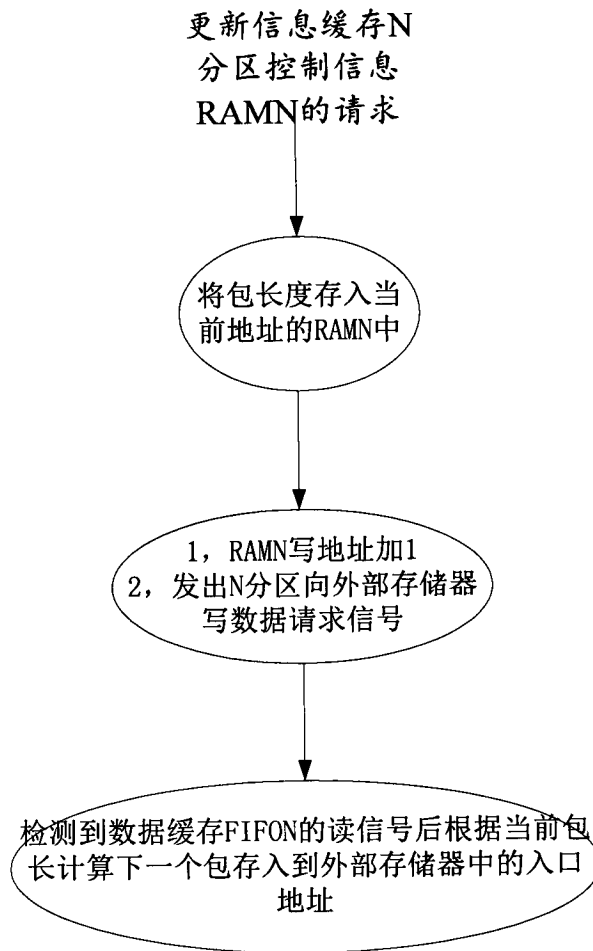 更新信息缓存N
分区控制信息
RAMN的请求
将包长度存入当
前地址的RAMN中
1，RAMN写地址加1
2，发出N分区向外部存储器
写数据请求信号
检测到数据缓存FIFON的读信号后根据当前包
长计算下一个包存入到外部存储器中的入口
地址